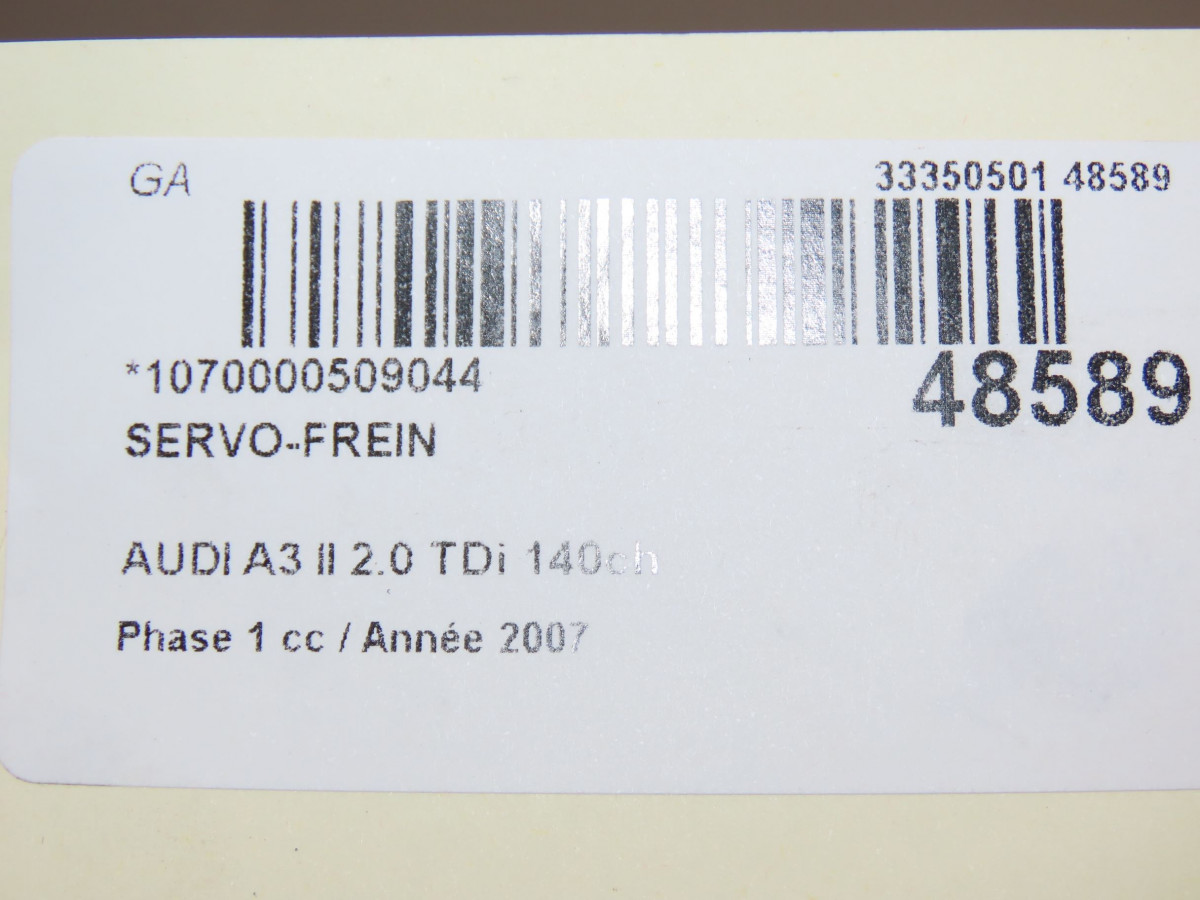 GA
33350501 48589
*1070000509044
48589
SERVO-FREIN
AUDI A3 II 2.0 TDi 140ch
Phase 1 cc / Année 2007